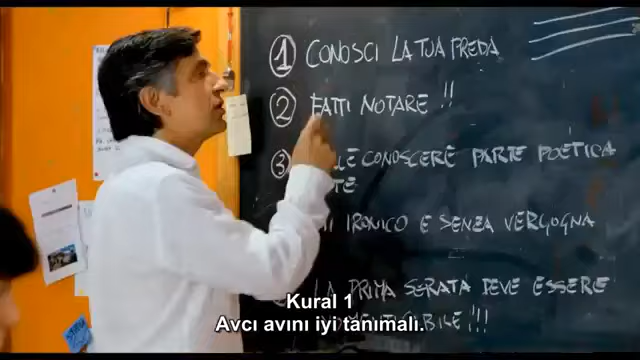 1 CONOSCI LA TUA PREDA
2 FATTI NOTARE !!
3 CONOSCERE PARTE POETICA
TE
IRONICO E SENZA VERGOGNA
LA PRIMA SERATA DEVE ESSERE
!!!
Kural 1
Avcı avını iyi tanımalı.